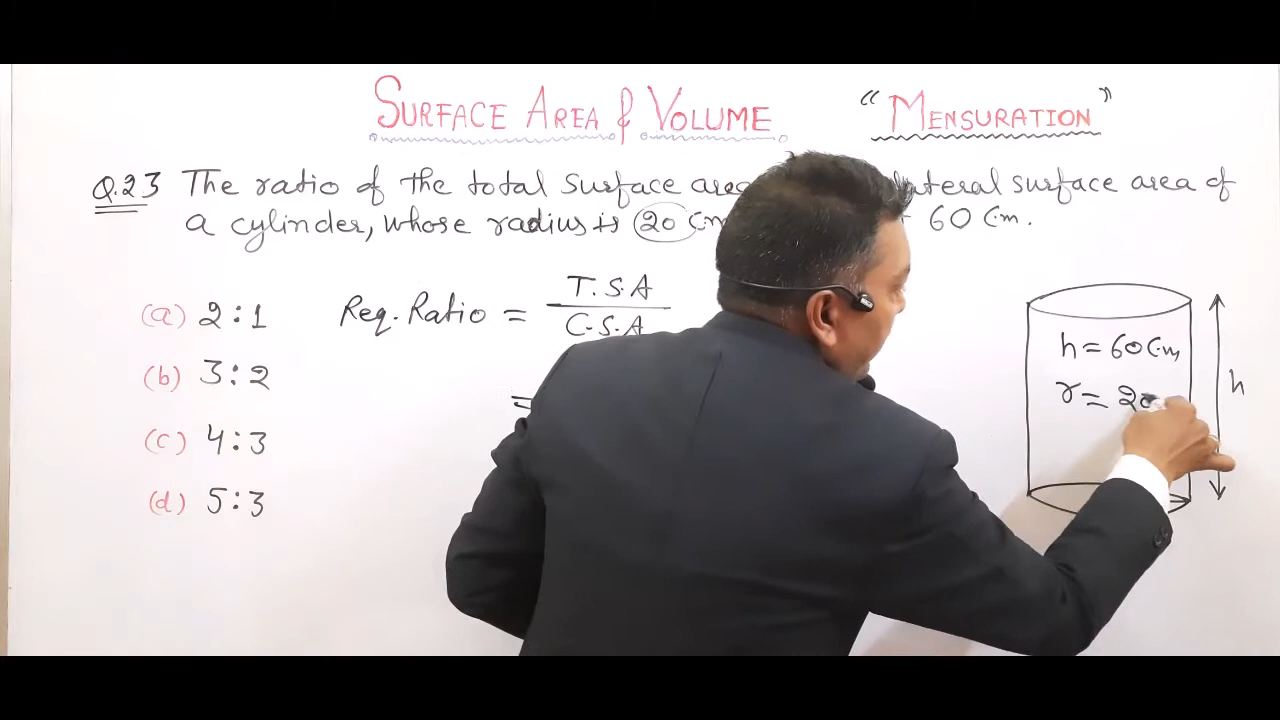 SURFACE AREA & VOLUME "MENSURATION"
Q.23 The ratio of the total surface area lateral surface area of
a cylinder, whose radius is 20 cm 60 Cm.
(a) 2:1
(b) 3:2
(c) 4:3
(d) 5:3
Req. Ratio = T.S.A
C.S.A
=
h = 60 Cm
r = 20
h